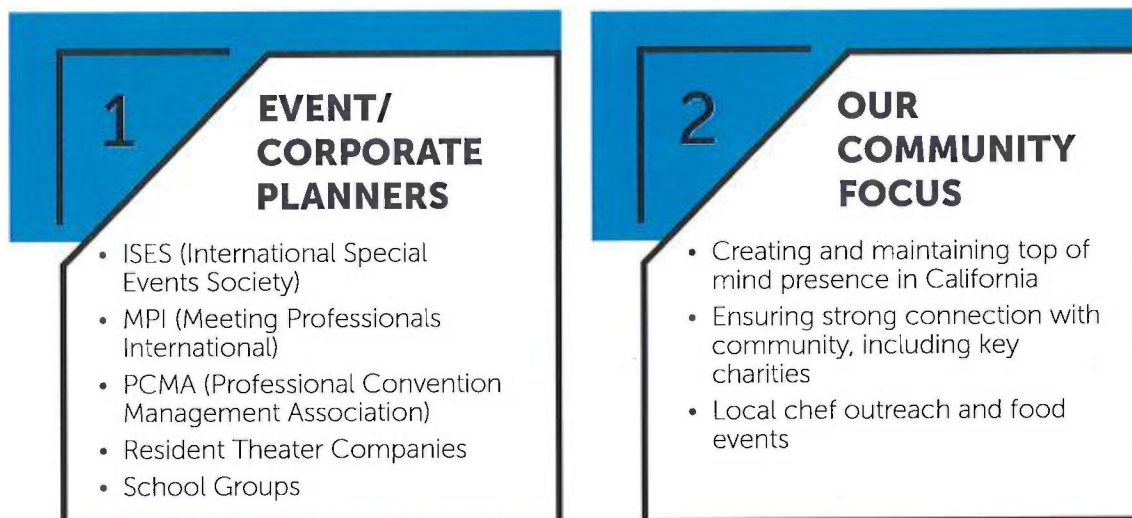 1
EVENT/
CORPORATE
PLANNERS
• ISES (International Special
Events Society)
• MPI (Meeting Professionals
International)
• PCMA (Professional Convention
Management Association)
• Resident Theater Companies
• School Groups
2
OUR
COMMUNITY
FOCUS
• Creating and maintaining top of
mind presence in California
• Ensuring strong connection with
community, including key
charities
• Local chef outreach and food
events